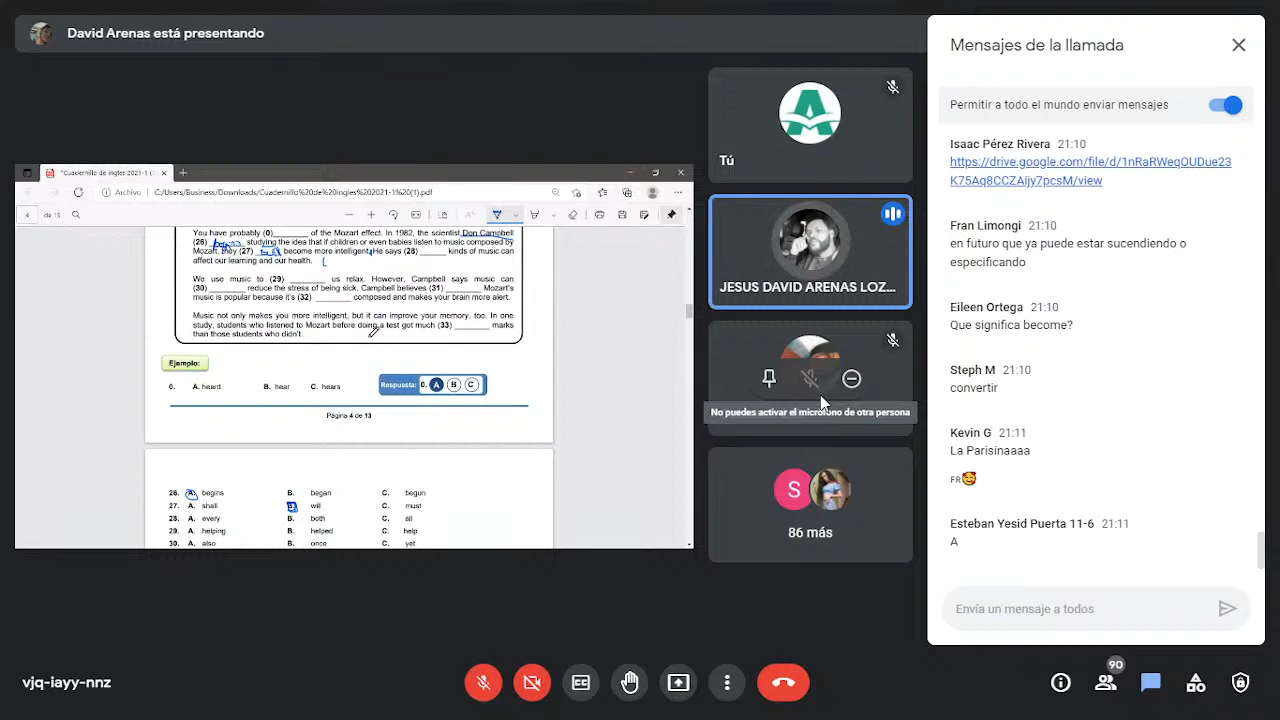 David Arenas está presentando
"Cuadernillo de ingles 2021-1 (1
Archivo C:/Users/Business/Downloads/Cuadernillo%20de%20ingles%202021-1%20(1).pdf
4 de 13
You have probably (0)________ of the Mozart effect. In 1982, the scientist Don Campbell
(26) began studying the idea that if children or even babies listen to music composed by
Mozart, they (27) will become more intelligent. He says (28) ______ kinds of music can
affect our learning and our health.
We use music to (29) ________ us relax. However, Campbell says music can
(30) ________ reduce the stress of being sick. Campbell believes (31) ________ Mozart's
music is popular because it's (32) ________ composed and makes your brain more alert.
Music not only makes you more intelligent, but it can improve your memory, too. In one
study, students who listened to Mozart before doing a test got much (33) ________ marks
than those students who didn't.
Ejemplo:
0. A. heard B. hear C. hears
Respuesta: 0. A B C
Página 4 de 13
26. A. begins B. began C. begun
27. A. shall B. will C. must
28. A. every B. both C. all
29. A. helping B. helped C. help
30. A. also B. once C. yet
Tú
JESUS DAVID ARENAS LOZ...
No puedes activar el micrófono de otra persona
S
86 más
Mensajes de la llamada
Permitir a todo el mundo enviar mensajes
Isaac Pérez Rivera 21:10
https://drive.google.com/file/d/1nRaRWeqOUDue23
K75Aq8CCZAijy7pcsM/view
Fran Limongi 21:10
en futuro que ya puede estar sucendiendo o
especificando
Eileen Ortega 21:10
Que significa become?
Steph M 21:10
convertir
Kevin G 21:11
La Parisinaaaa
FR🥰
Esteban Yesid Puerta 11-6 21:11
A
Envía un mensaje a todos
vjq-iayy-nnz
90